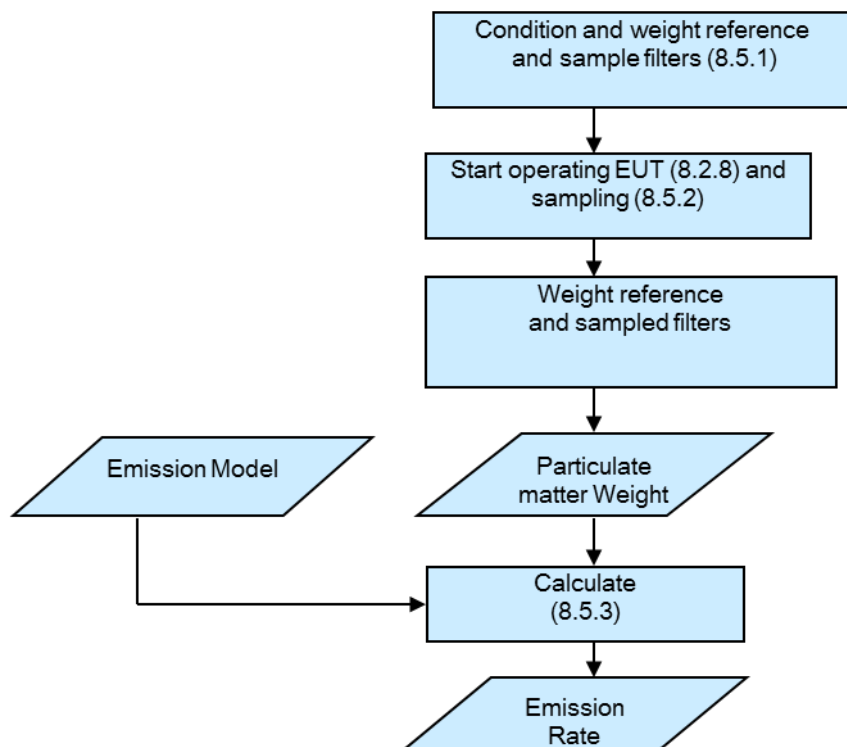 Condition and weight reference
and sample filters (8.5.1)
Start operating EUT (8.2.8) and
sampling (8.5.2)
Weight reference
and sampled filters
Emission Model
Particulate
matter Weight
Calculate
(8.5.3)
Emission
Rate